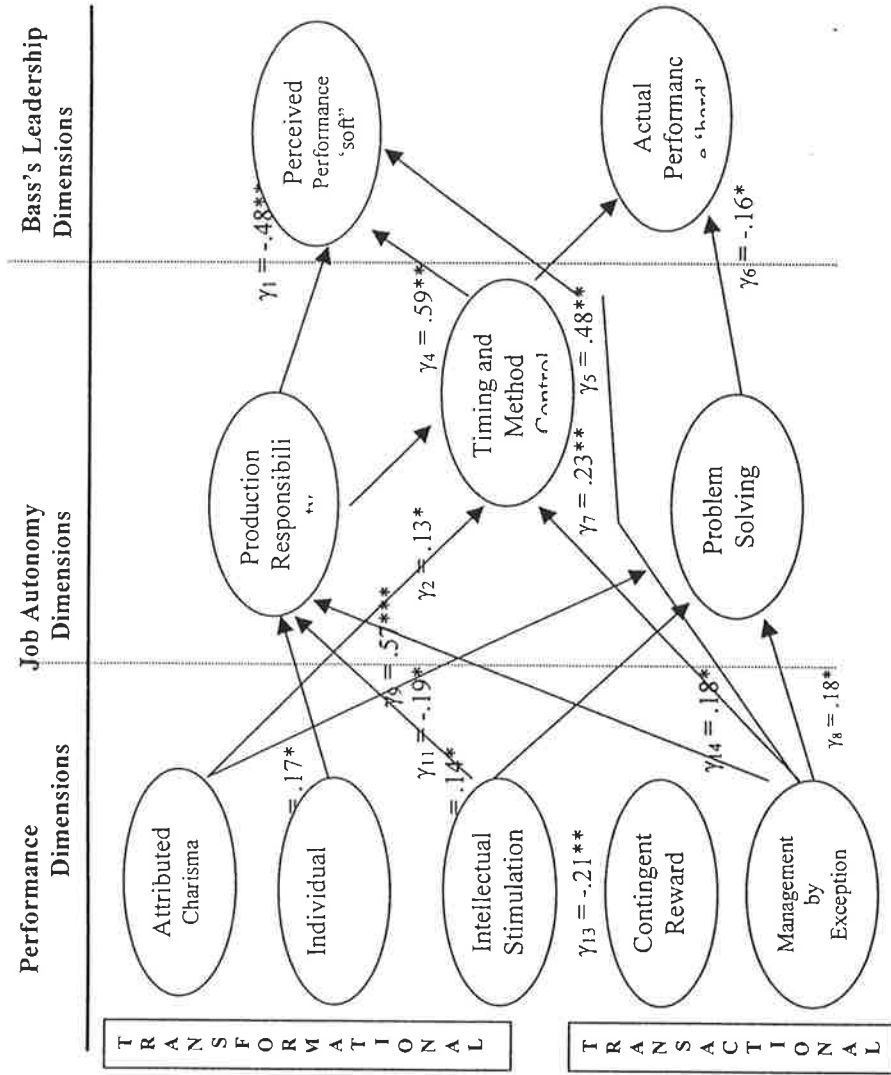 Performance
Dimensions
Job Autonomy
Dimensions
Bass's Leadership
Dimensions
TRANSFORMATIONAL
TRANSACTIONAL
Attributed
Charisma
Individual
Intellectual
Stimulation
Contingent
Reward
Management
by
Exception
= .17*
γ9 = .57***
γ11 = -.19*
= .14*
γ13 = -.21**
γ14 = .18*
γ8 = .18*
Production
Responsibili
γ2 = .13*
Timing and
Method
Control
γ7 = .23**
Problem
Solving
γ1 = -.48**
γ4 = .59**
γ5 = .48**
γ6 = -.16*
Perceived
Performance
'soft"
Actual
Performanc
e 'hard'